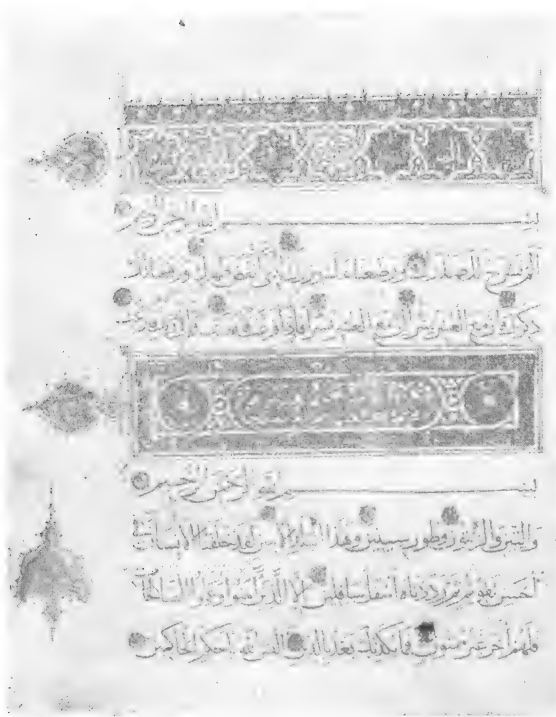 بسم الله الرحمن الرحيم
ألم نشرح لك صدرك ووضعنا عنك وزرك الذي أنقض ظهرك ورفعنا لك
ذكرك فإن مع العسر يسرا إن مع العسر يسرا فإذا فرغت فانصب وإلى ربك فارغب
بسم الله الرحمن الرحيم
والتين والزيتون وطور سينين وهذا البلد الأمين لقد خلقنا الإنسان في
أحسن تقويم ثم رددناه أسفل سافلين إلا الذين آمنوا وعملوا الصالحات
فلهم أجر غير ممنون فما يكذبك بعد بالدين أليس الله بأحكم الحاكمين